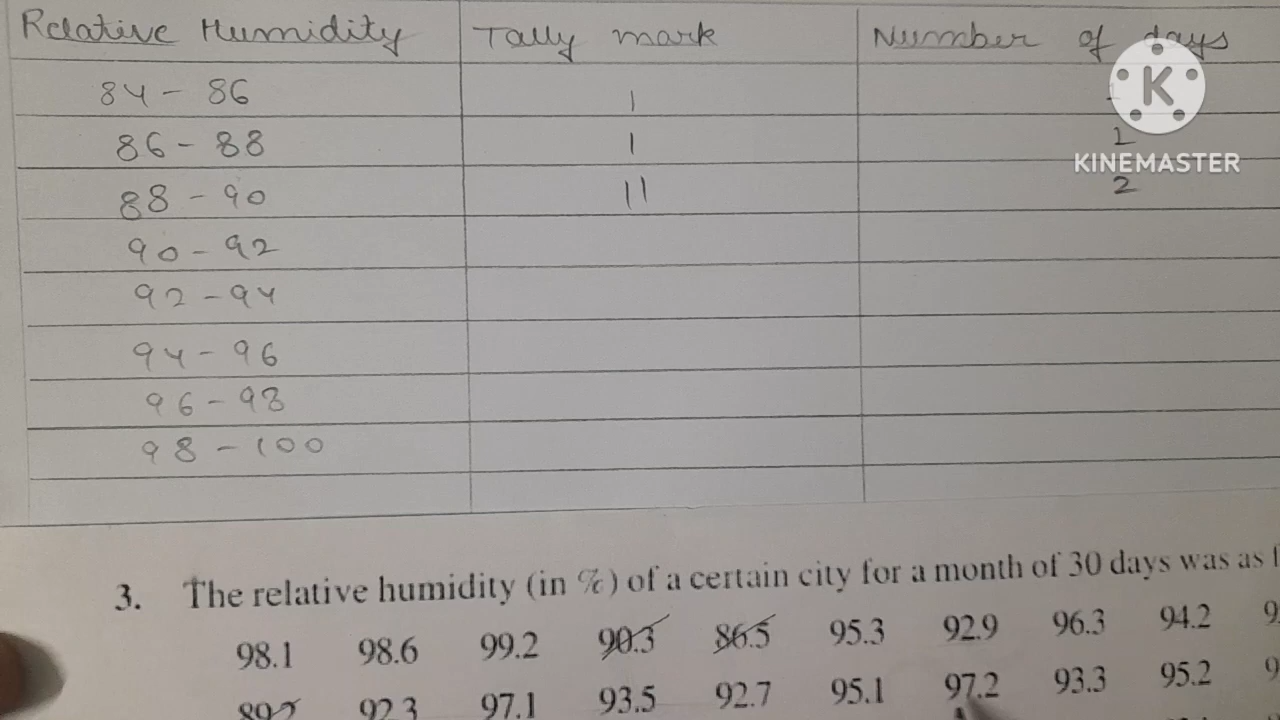 Relative Humidity Tally mark Number of days
84 - 86 | 1
86 - 88 | 1
88 - 90 || 2
90 - 92
92 - 94
94 - 96
96 - 98
98 - 100
K
KINEMASTER
3. The relative humidity (in %) of a certain city for a month of 30 days was as
98.1 98.6 99.2 90.3 86.5 95.3 92.9 96.3 94.2
89.2 92.3 97.1 93.5 92.7 95.1 97.2 93.3 95.2